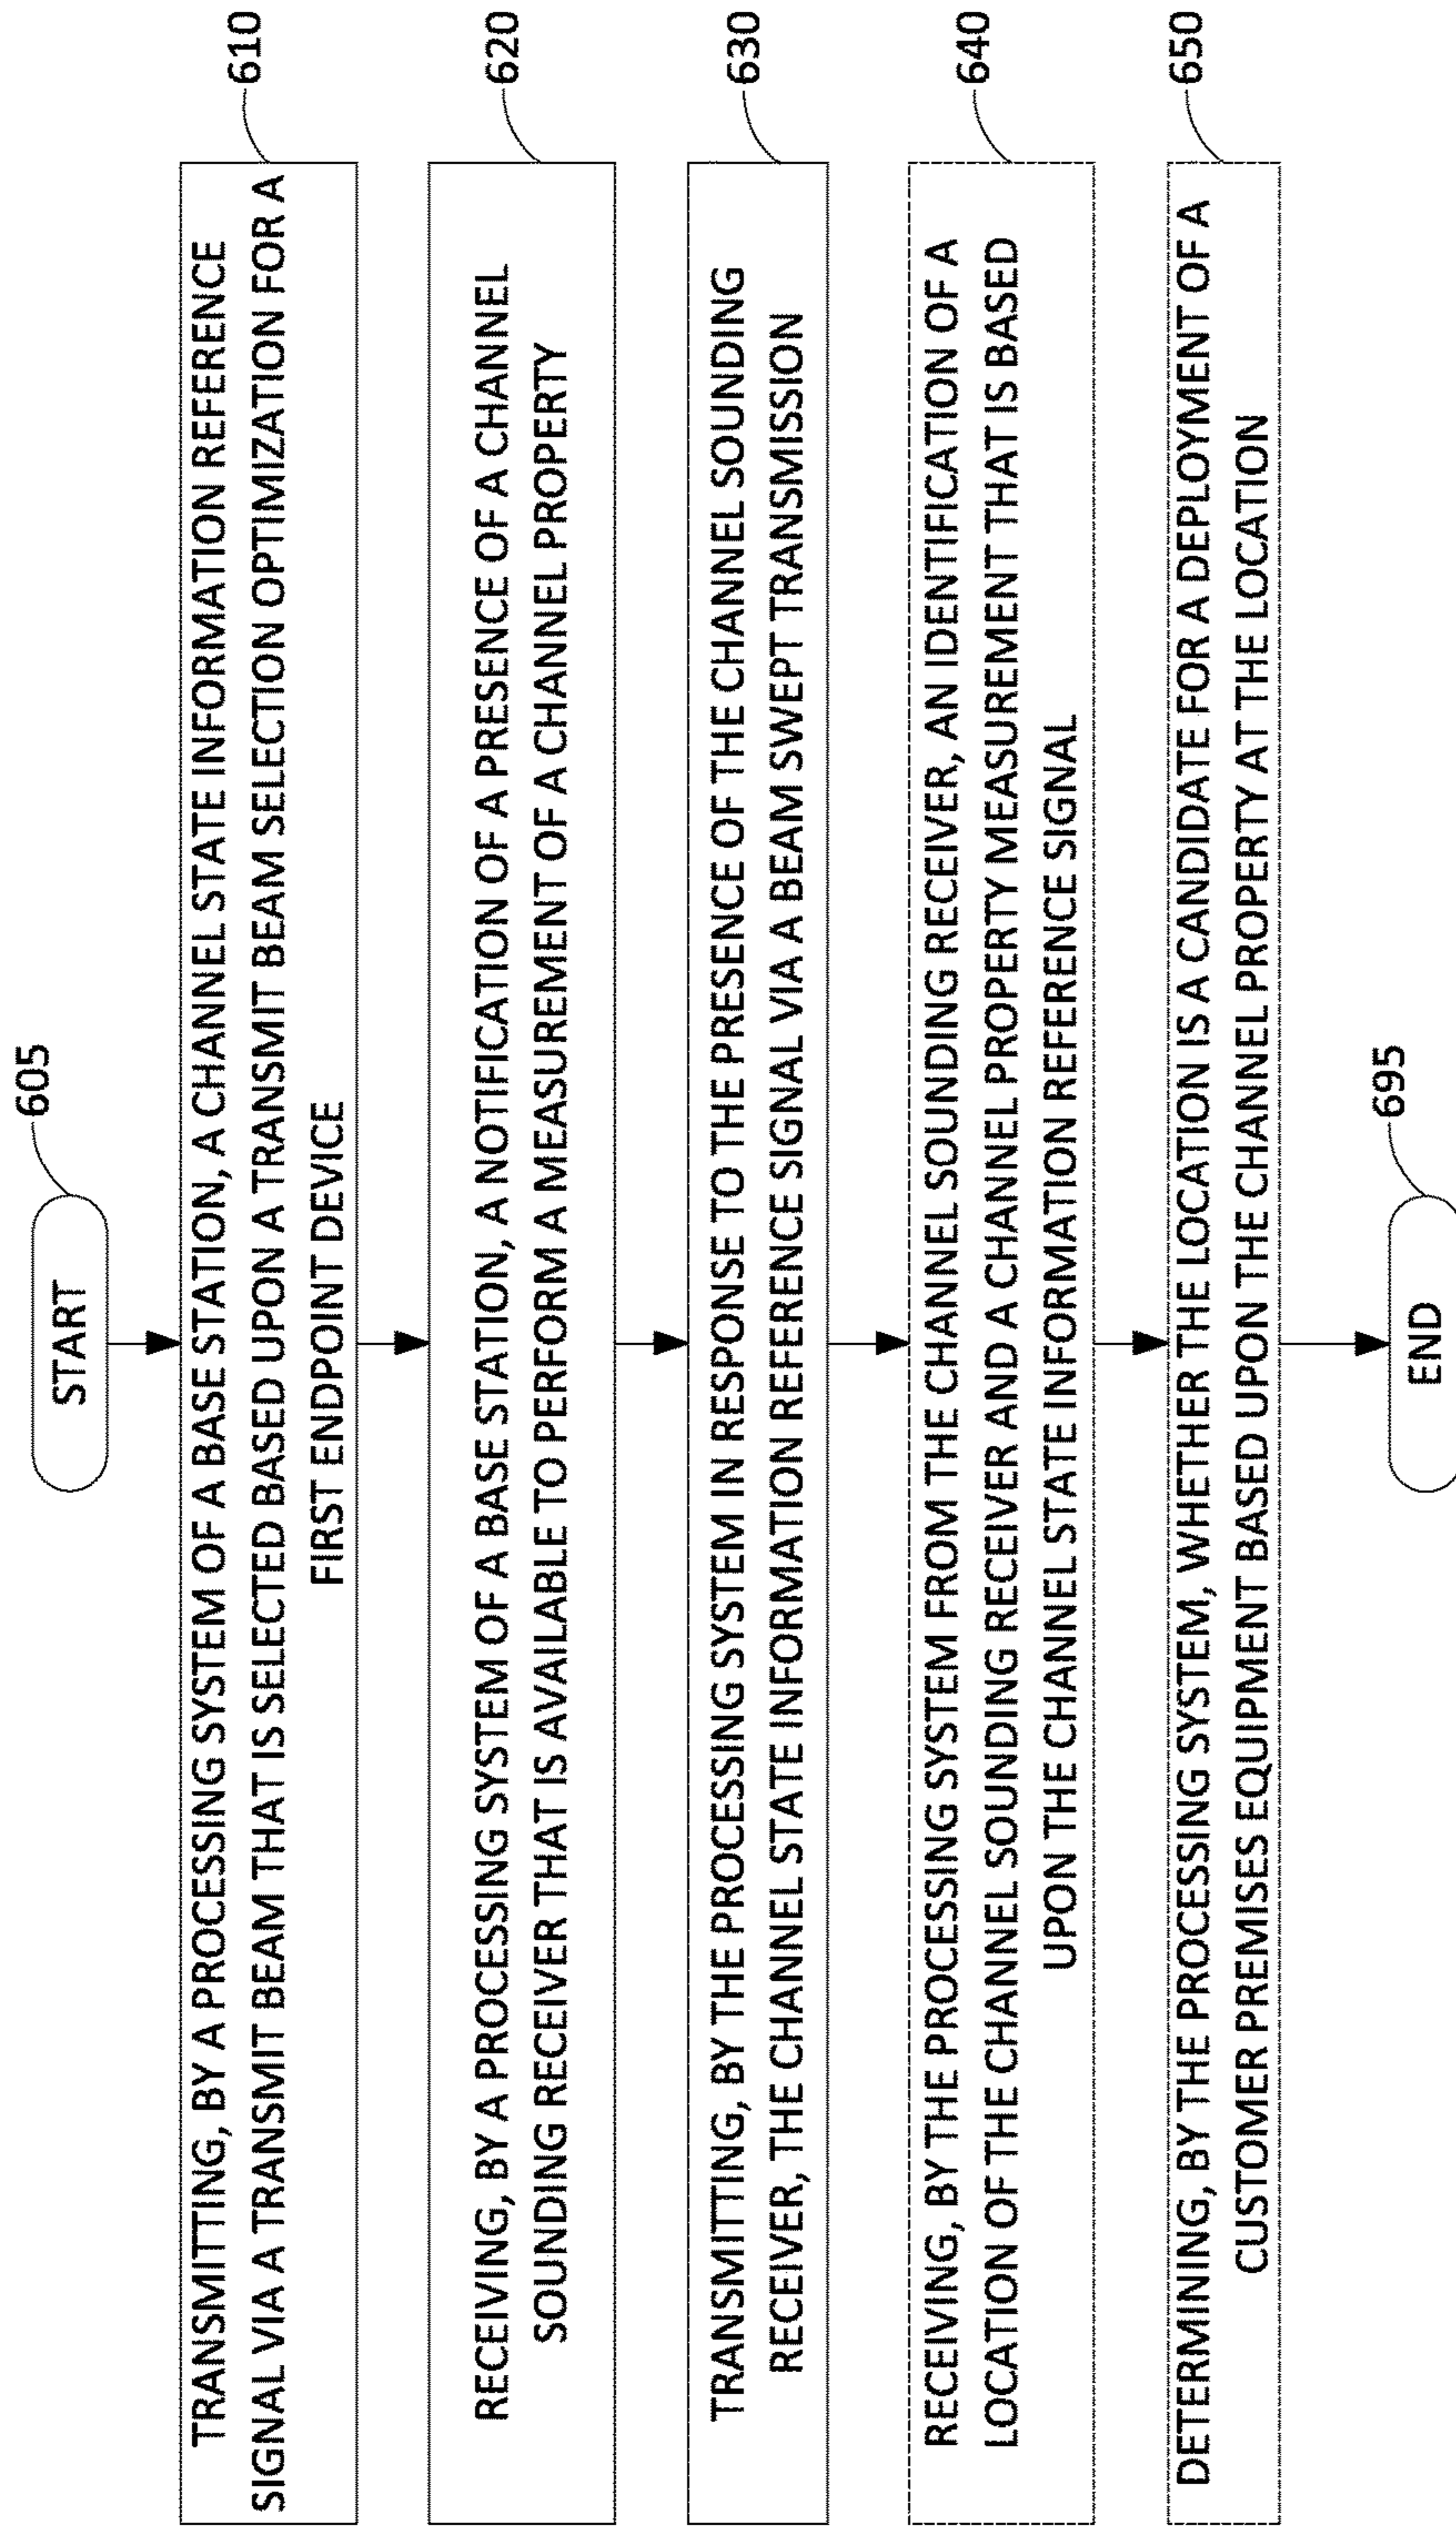 605
START
TRANSMITTING, BY A PROCESSING SYSTEM OF A BASE STATION, A CHANNEL STATE INFORMATION REFERENCE
SIGNAL VIA A TRANSMIT BEAM THAT IS SELECTED BASED UPON A TRANSMIT BEAM SELECTION OPTIMIZATION FOR A
FIRST ENDPOINT DEVICE
610
RECEIVING, BY A PROCESSING SYSTEM OF A BASE STATION, A NOTIFICATION OF A PRESENCE OF A CHANNEL
SOUNDING RECEIVER THAT IS AVAILABLE TO PERFORM A MEASUREMENT OF A CHANNEL PROPERTY
620
TRANSMITTING, BY THE PROCESSING SYSTEM IN RESPONSE TO THE PRESENCE OF THE CHANNEL SOUNDING
RECEIVER, THE CHANNEL STATE INFORMATION REFERENCE SIGNAL VIA A BEAM SWEPT TRANSMISSION
630
RECEIVING, BY THE PROCESSING SYSTEM FROM THE CHANNEL SOUNDING RECEIVER, AN IDENTIFICATION OF A
LOCATION OF THE CHANNEL SOUNDING RECEIVER AND A CHANNEL PROPERTY MEASUREMENT THAT IS BASED
UPON THE CHANNEL STATE INFORMATION REFERENCE SIGNAL
640
DETERMINING, BY THE PROCESSING SYSTEM, WHETHER THE LOCATION IS A CANDIDATE FOR A DEPLOYMENT OF A
CUSTOMER PREMISES EQUIPMENT BASED UPON THE CHANNEL PROPERTY AT THE LOCATION
650
695
END